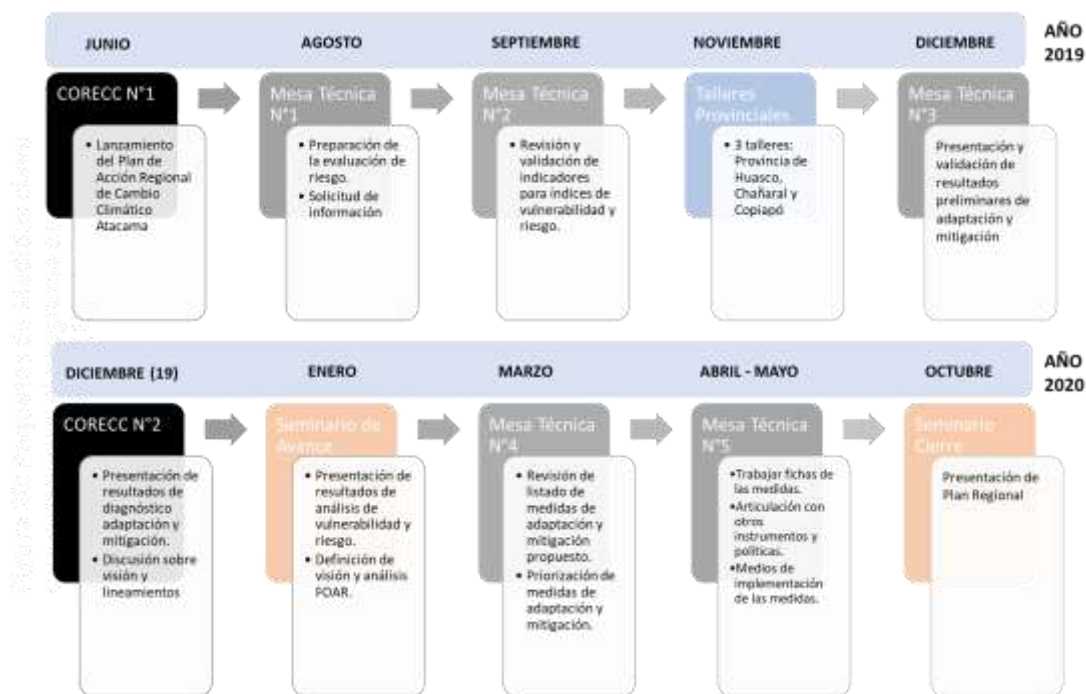 JUNIO
AGOSTO
SEPTIEMBRE
NOVIEMBRE
DICIEMBRE
AÑO
2019
CORECC N°1
• Lanzamiento
del Plan de
Acción Regional
de Cambio
Climático
Atacama
Mesa Técnica
N°1
• Preparación de
la evaluación de
riesgo.
• Solicitud de
información
Mesa Técnica
N°2
• Revisión y
validación de
indicadores
para índices de
vulnerabilidad y
riesgo.
Talleres
Provinciales
• 3 talleres:
Provincia de
Huasco,
Chañaral y
Copiapó
Mesa Técnica
N°3
Presentación y
validación de
resultados
preliminares de
adaptación y
mitigación
DICIEMBRE (19)
ENERO
MARZO
ABRIL - MAYO
OCTUBRE
AÑO
2020
CORECC N°2
• Presentación de
resultados de
diagnóstico
adaptación y
mitigación.
• Discusión sobre
visión y
lineamientos
Seminario de
Avance
• Presentación de
resultados de
análisis de
vulnerabilidad y
riesgo.
• Definición de
visión y análisis
FOAR.
Mesa Técnica
N°4
• Revisión de
listado de
medidas de
adaptación y
mitigación
propuesto.
• Priorización de
medidas de
adaptación y
mitigación.
Mesa Técnica
N°5
•Trabajar fichas de
las medidas.
•Articulación con
otros
instrumentos y
políticas.
•Medios de
implementación
de las medidas.
Seminario
Cierre
Presentación de
Plan Regional